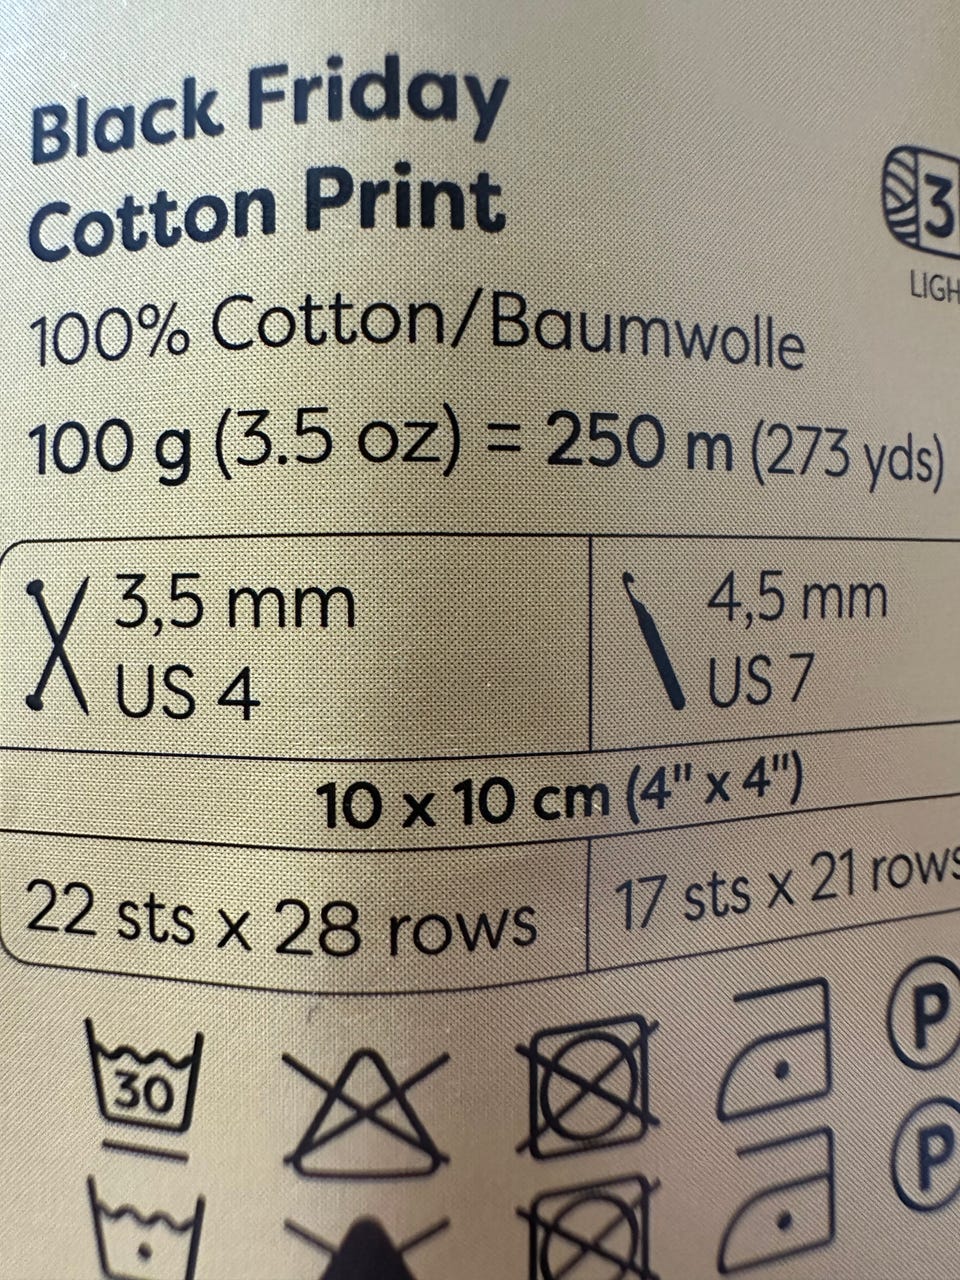 Black Friday
Cotton Print
3
LIGH
100% Cotton/Baumwolle
100 g (3.5 oz) = 250 m (273 yds)
3,5 mm
US 4
4,5 mm
US 7
10 x 10 cm (4" x 4")
22 sts x 28 rows
17 sts x 21 rows
30
P
P